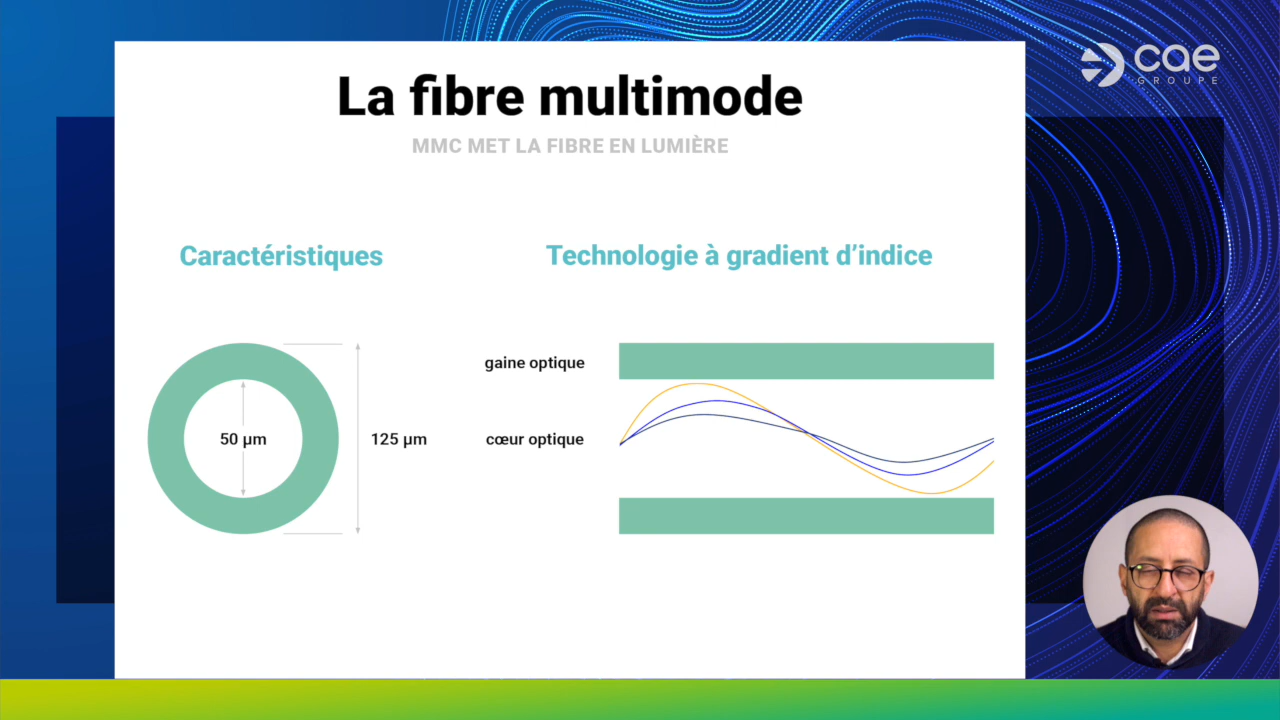 La fibre multimode
MMC MET LA FIBRE EN LUMIÈRE
cae
GROUPE
Caractéristiques
Technologie à gradient d’indice
50 µm
125 µm
gaine optique
cœur optique